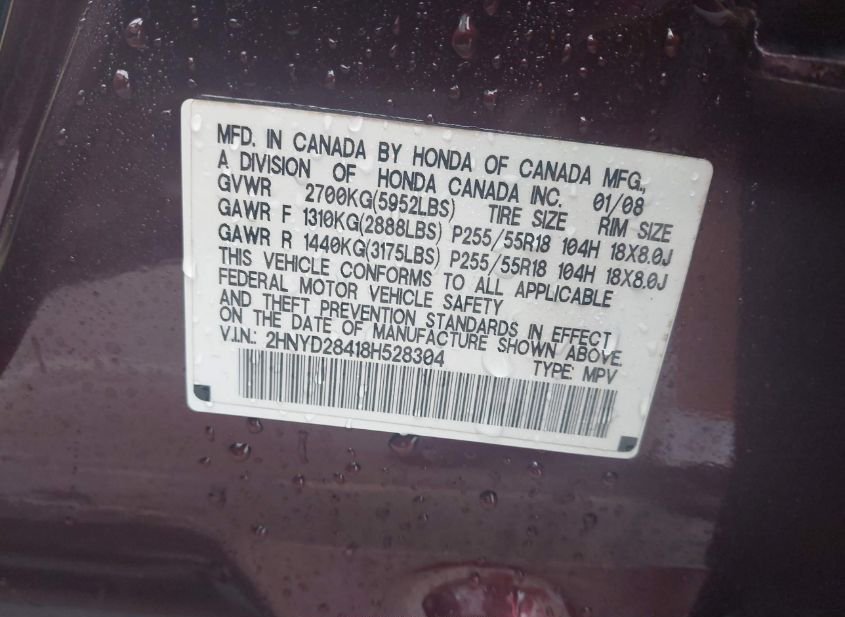 MFD. IN CANADA BY HONDA OF CANADA MFG.,
A DIVISION OF HONDA CANADA INC. 01/08
GVWR 2700KG(5952LBS) TIRE SIZE RIM SIZE
GAWR F 1310KG(2888LBS) P255/55R18 104H 18X8.0J
GAWR R 1440KG(3175LBS) P255/55R18 104H 18X8.0J
THIS VEHICLE CONFORMS TO ALL APPLICABLE
FEDERAL MOTOR VEHICLE SAFETY
AND THEFT PREVENTION STANDARDS IN EFFECT
ON THE DATE OF MANUFACTURE SHOWN ABOVE.
V.I.N.: 2HNYD28418H528304 TYPE: MPV